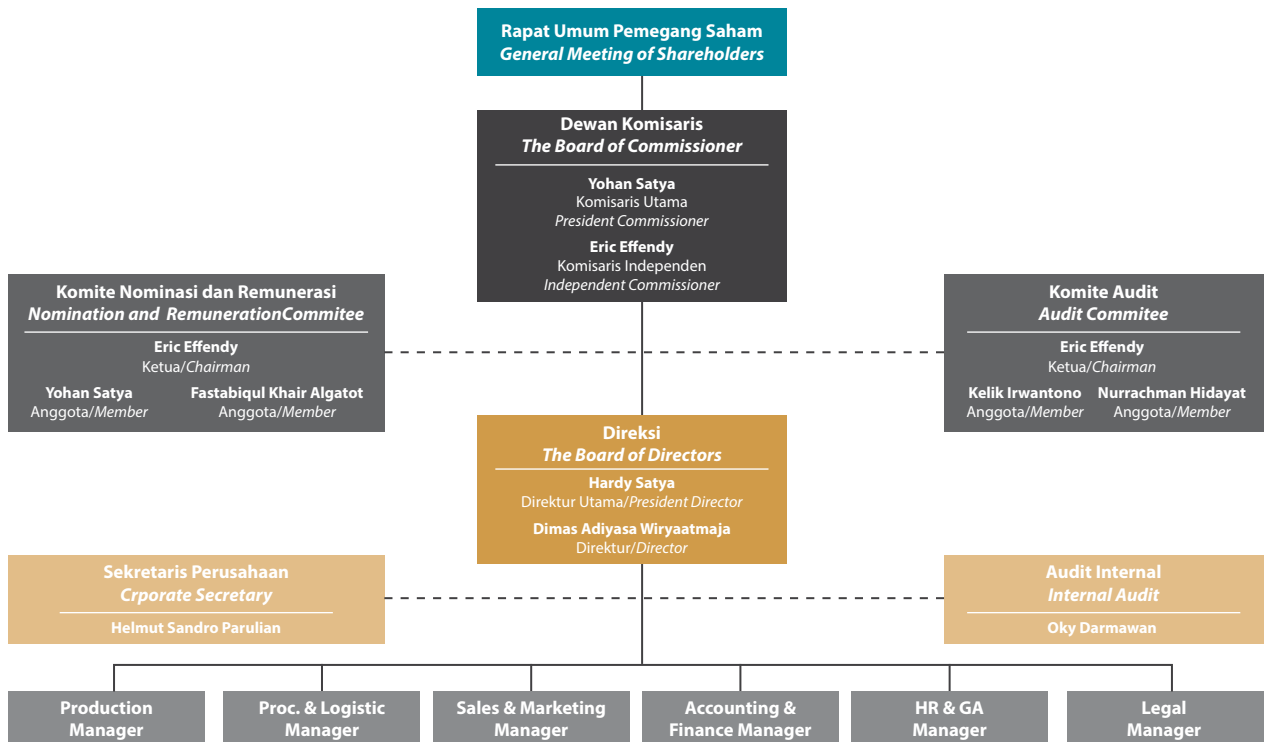 Rapat Umum Pemegang Saham
General Meeting of Shareholders
Dewan Komisaris
The Board of Commissioner
Yohan Satya
Komisaris Utama
President Commissioner
Eric Effendy
Komisaris Independen
Independent Commissioner
Komite Nominasi dan Remunerasi
Nomination and RemunerationCommitee
Eric Effendy
Ketua/Chairman
Yohan Satya
Anggota/Member
Fastabiqul Khair Algatot
Anggota/Member
Komite Audit
Audit Commitee
Eric Effendy
Ketua/Chairman
Kelik Irwantono
Anggota/Member
Nurrachman Hidayat
Anggota/Member
Direksi
The Board of Directors
Hardy Satya
Direktur Utama/President Director
Dimas Adiyasa Wiryaatmaja
Direktur/Director
Sekretaris Perusahaan
Crporate Secretary
Helmut Sandro Parulian
Audit Internal
Internal Audit
Oky Darmawan
Production
Manager
Proc. & Logistic
Manager
Sales & Marketing
Manager
Accounting &
Finance Manager
HR & GA
Manager
Legal
Manager